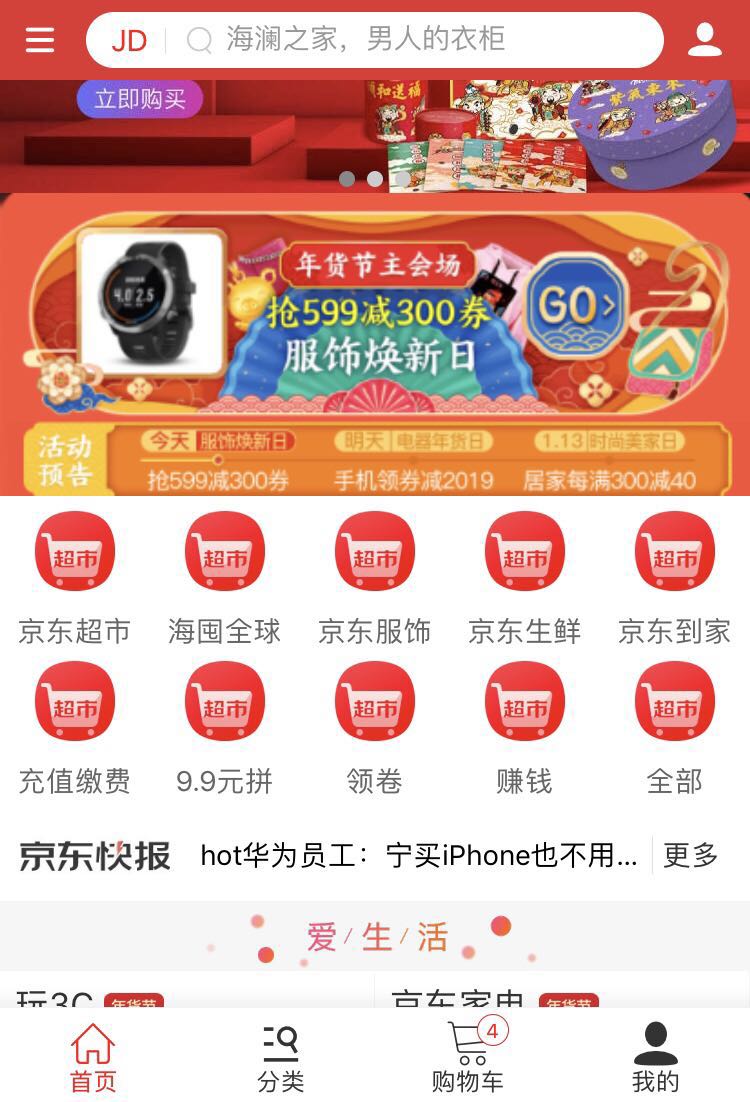 JD 海澜之家，男人的衣柜
立即购买
年货节主会场
抢599减300券
GO>
服饰焕新日
活动预告
今天 服饰焕新日 明天 电器年货日 1.13 时尚美家日
抢599减300券 手机领券减2019 居家每满300减40
超市 超市 超市 超市 超市
京东超市 海囤全球 京东服饰 京东生鲜 京东到家
超市 超市 超市 超市 超市
充值缴费 9.9元拼 领卷 赚钱 全部
京东快报 hot华为员工：宁买iPhone也不用... 更多
爱/生/活
玩3C 年货节 京东家电 年货节
4
首页 分类 购物车 我的